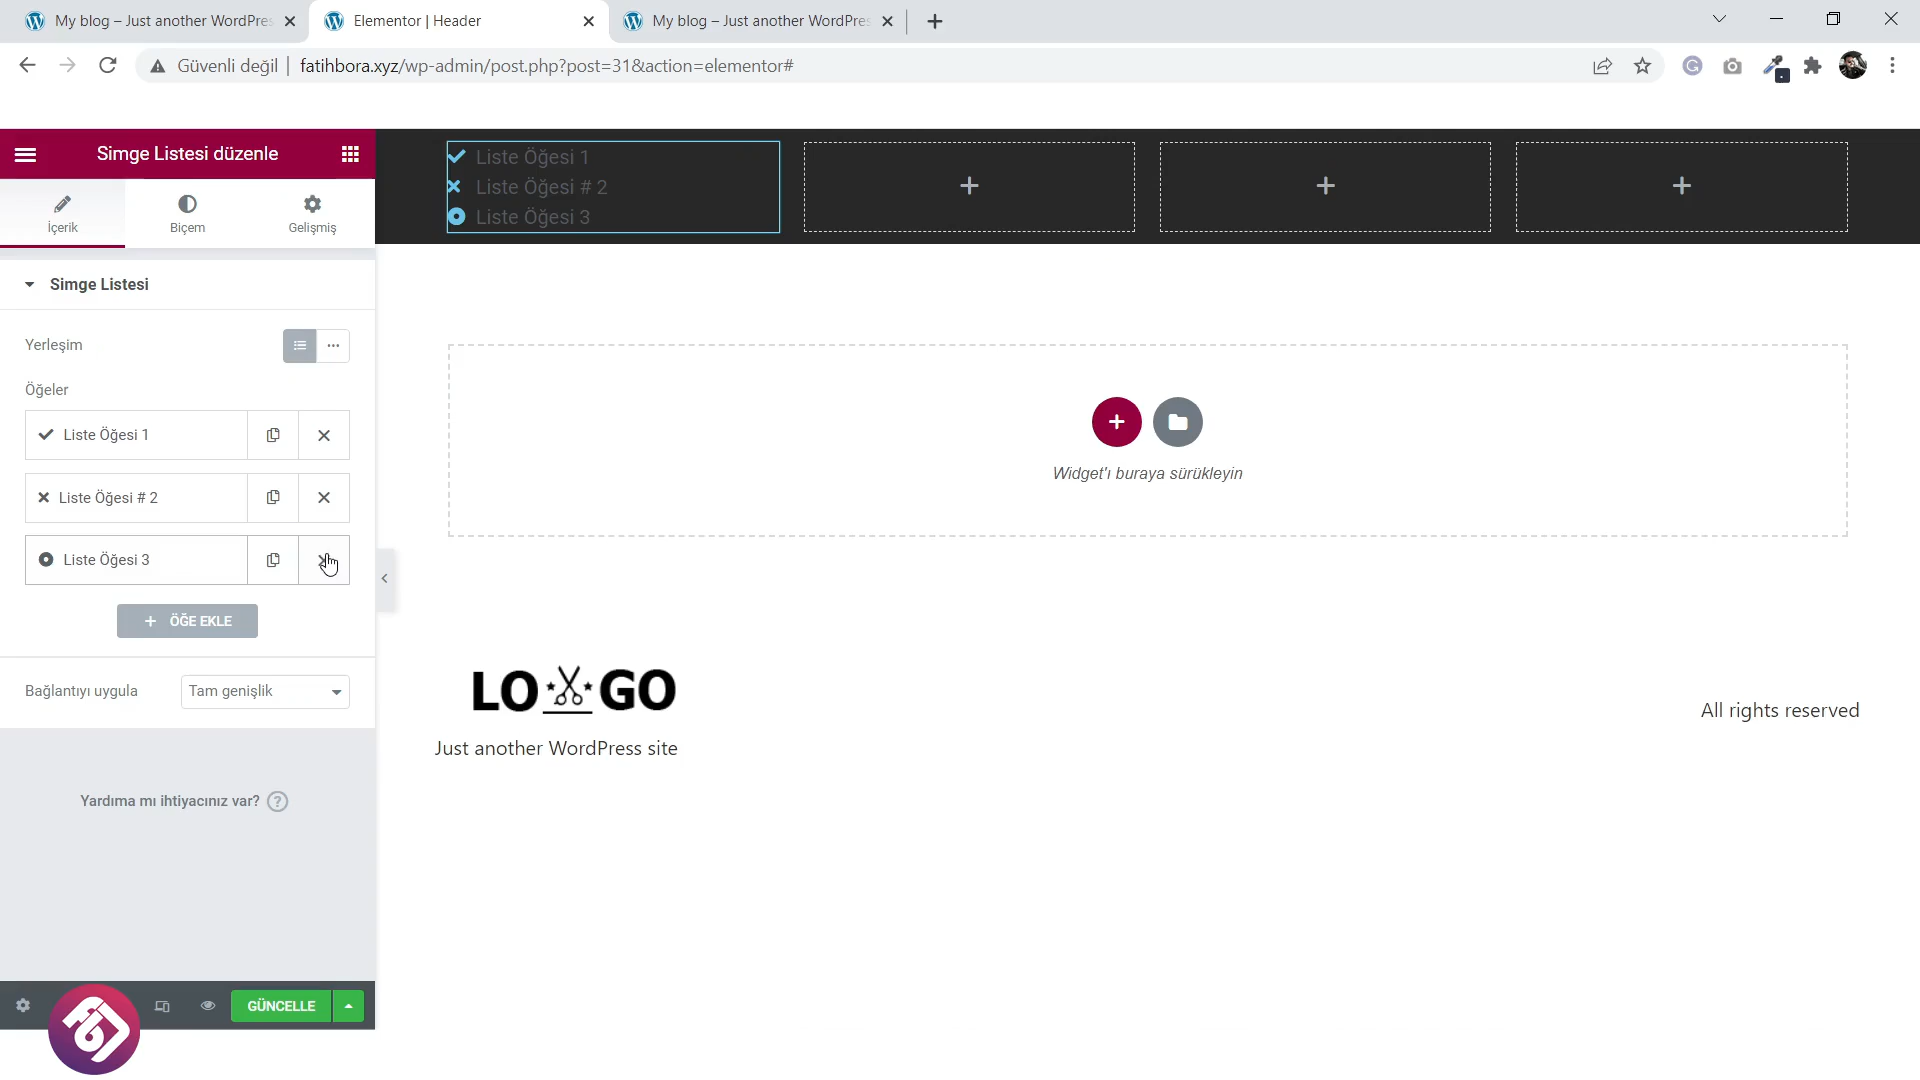 My blog – Just another WordPres
Elementor | Header
My blog – Just another WordPres
Güvenli değil | fatihbora.xyz/wp-admin/post.php?post=31&action=elementor#
Simge Listesi düzenle
İçerik
Biçem
Gelişmiş
Simge Listesi
Yerleşim
Öğeler
Liste Öğesi 1
Liste Öğesi # 2
Liste Öğesi 3
ÖĞE EKLE
Bağlantıyı uygula
Tam genişlik
Yardıma mı ihtiyacınız var?
GÜNCELLE
Liste Öğesi 1
Liste Öğesi # 2
Liste Öğesi 3
Widget'ı buraya sürükleyin
LOGO
Just another WordPress site
All rights reserved